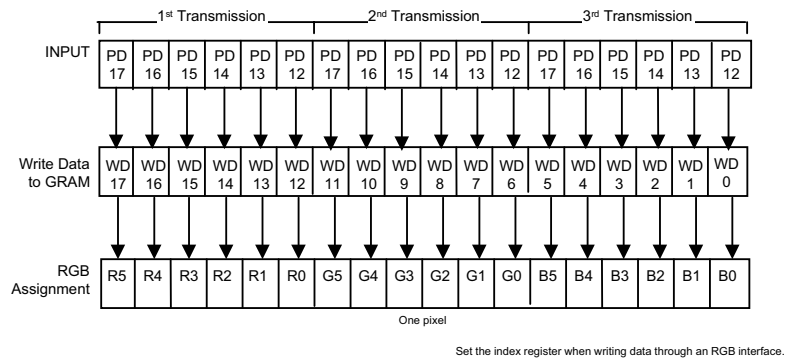 1st Transmission 2nd Transmission 3rd Transmission
INPUT
PD PD PD PD PD PD PD PD PD PD PD PD PD PD PD PD PD PD
17 16 15 14 13 12 17 16 15 14 13 12 17 16 15 14 13 12
Write Data
to GRAM
WD WD WD WD WD WD WD WD WD WD WD WD WD WD WD WD WD WD
17 16 15 14 13 12 11 10 9 8 7 6 5 4 3 2 1 0
RGB
Assignment
R5 R4 R3 R2 R1 R0 G5 G4 G3 G2 G1 G0 B5 B4 B3 B2 B1 B0
One pixel
Set the index register when writing data through an RGB interface.